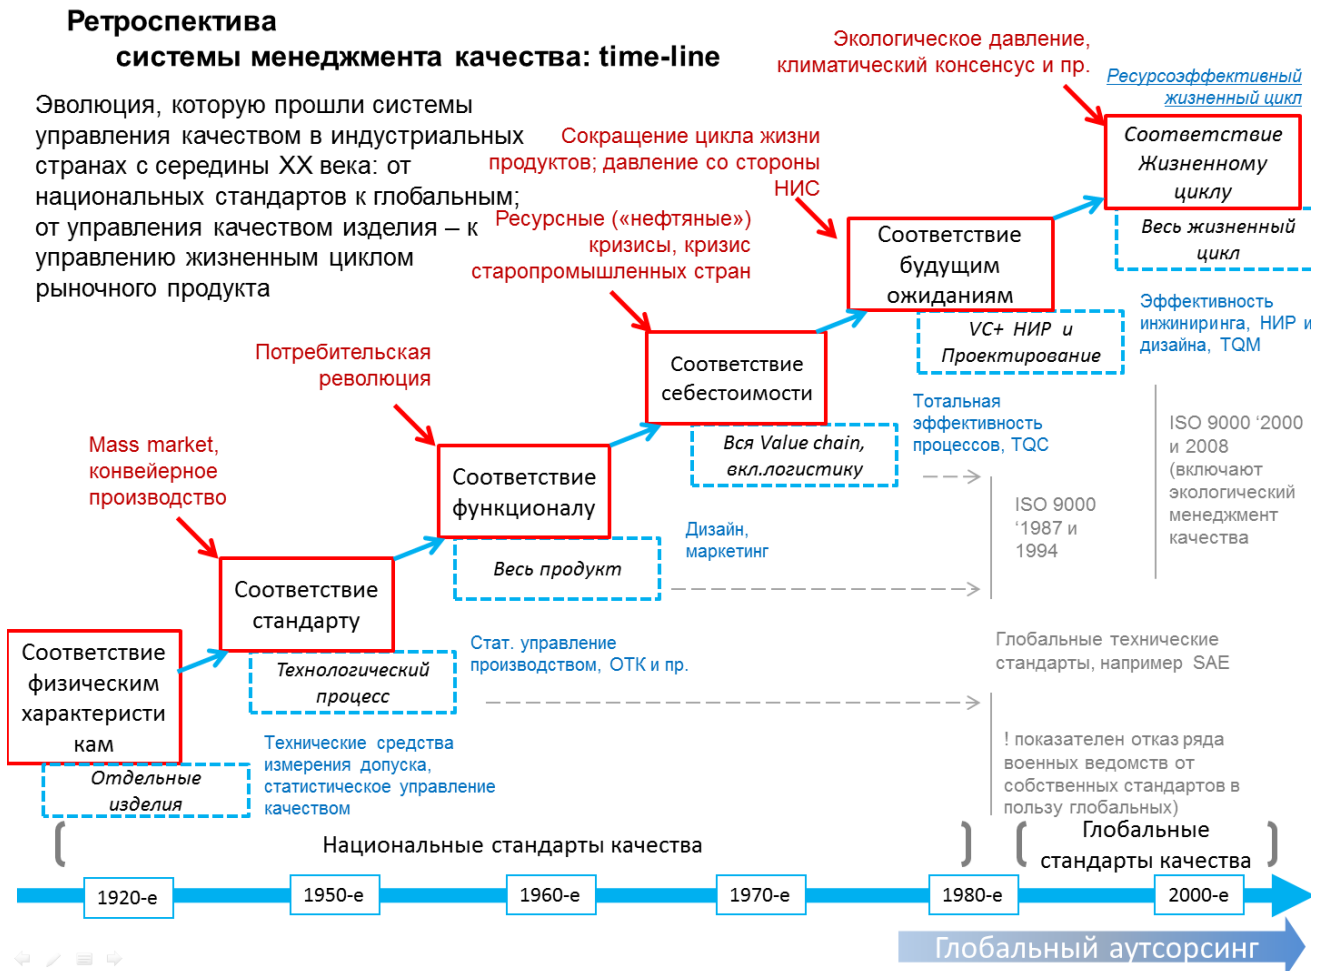 Ретроспектива
системы менеджмента качества: time-line
Эволюция, которую прошли системы
управления качеством в индустриальных
странах с середины XX века: от
национальных стандартов к глобальным;
от управления качеством изделия – к
управлению жизненным циклом
рыночного продукта
Экологическое давление,
климатический консенсус и пр.
Ресурсоэффективный
жизненный цикл
Соответствие
Жизненному
циклу
Весь жизненный
цикл
Сокращение цикла жизни
продуктов; давление со стороны
НИС
Соответствие
будущим
ожиданиям
VC+ НИР и
Проектирование
Эффективность
инжиниринга, НИР и
дизайна, TQM
Ресурсные («нефтяные»)
кризисы, кризис
старопромышленных стран
Соответствие
себестоимости
Вся Value chain,
вкл.логистику
Тотальная
эффективность
процессов, TQC
Потребительская
революция
Соответствие
функционалу
Весь продукт
Дизайн,
маркетинг
Mass market,
конвейерное
производство
Соответствие
стандарту
Технологический
процесс
Стат. управление
производством, ОТК и пр.
Соответствие
физическим
характеристи
кам
Отдельные
изделия
Технические средства
измерения допуска,
статистическое управление
качеством
ISO 9000
‘1987 и
1994
ISO 9000 ‘2000
и 2008
(включают
экологический
менеджмент
качества
Глобальные технические
стандарты, например SAE
! показателен отказ ряда
военных ведомств от
собственных стандартов в
пользу глобальных)
Национальные стандарты качества
Глобальные
стандарты качества
1920-е
1950-е
1960-е
1970-е
1980-е
2000-е
Глобальный аутсорсинг